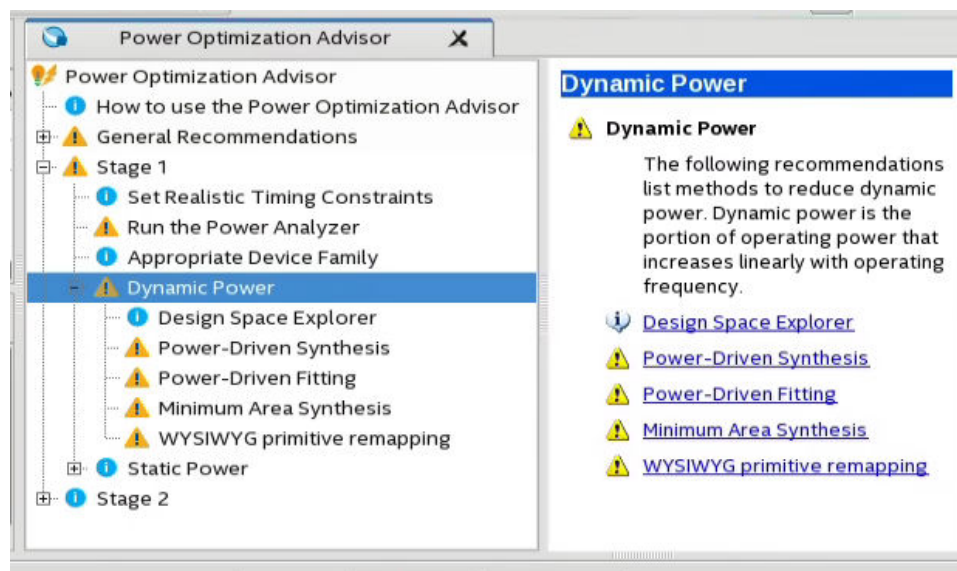 Power Optimization Advisor
Power Optimization Advisor
How to use the Power Optimization Advisor
General Recommendations
Stage 1
Set Realistic Timing Constraints
Run the Power Analyzer
Appropriate Device Family
Dynamic Power
Design Space Explorer
Power-Driven Synthesis
Power-Driven Fitting
Minimum Area Synthesis
WYSIWYG primitive remapping
Static Power
Stage 2
Dynamic Power
Dynamic Power
The following recommendations
list methods to reduce dynamic
power. Dynamic power is the
portion of operating power that
increases linearly with operating
frequency.
Design Space Explorer
Power-Driven Synthesis
Power-Driven Fitting
Minimum Area Synthesis
WYSIWYG primitive remapping